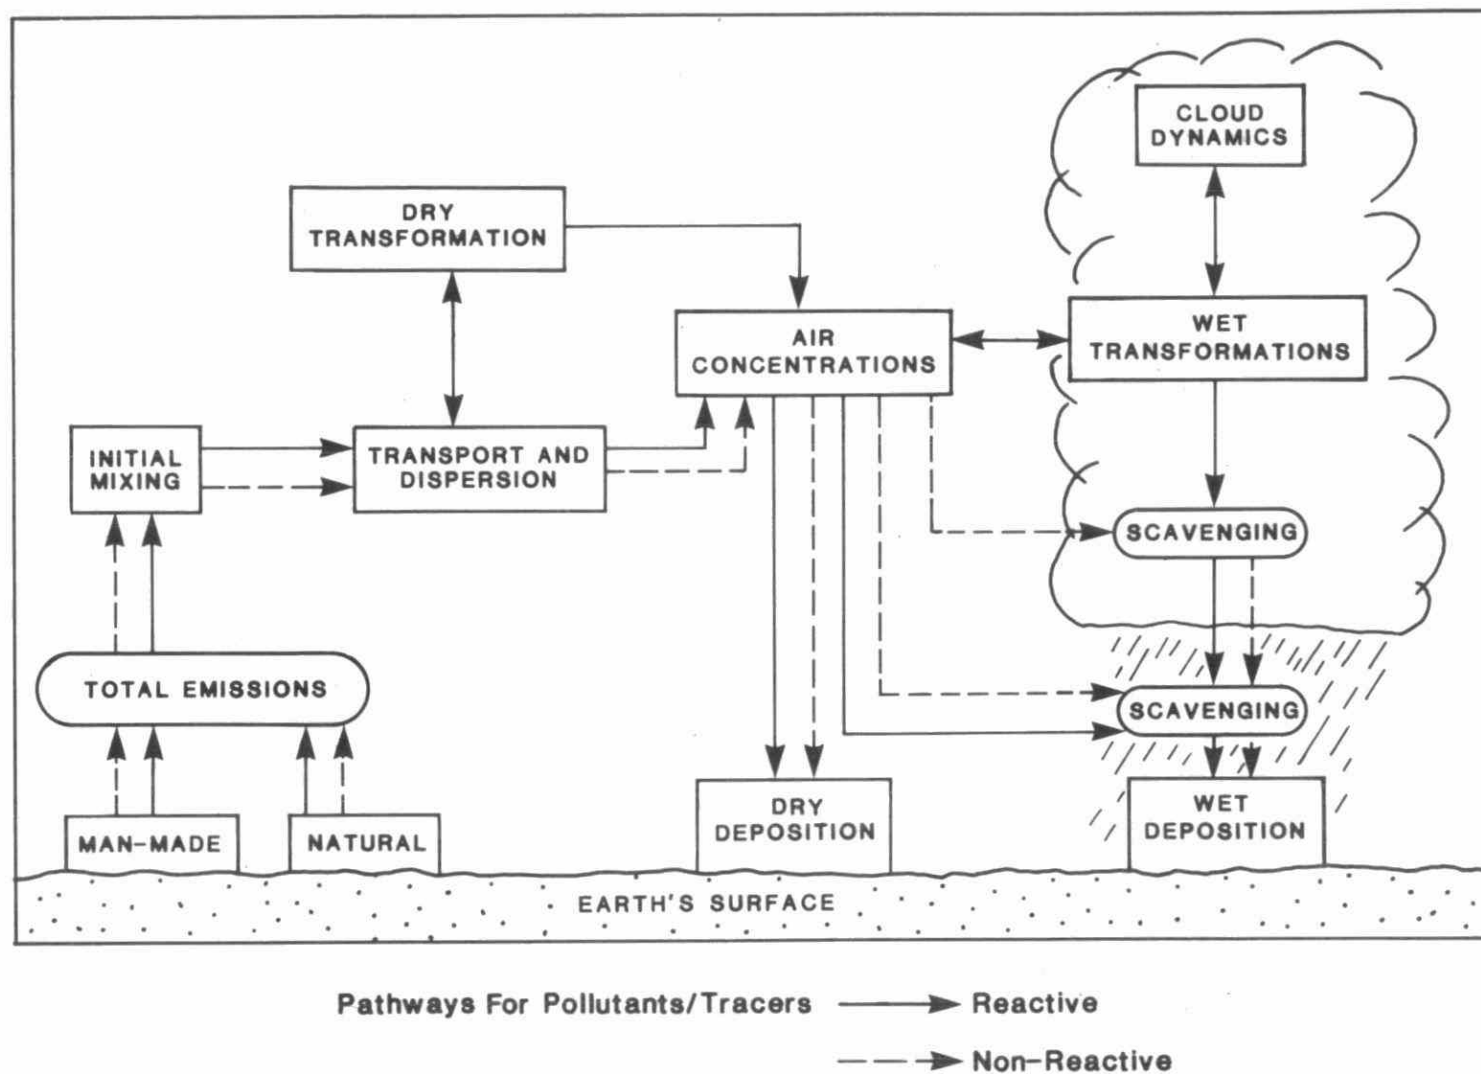 CLOUD
DYNAMICS
DRY
TRANSFORMATION
AIR
CONCENTRATIONS
WET
TRANSFORMATIONS
INITIAL
MIXING
TRANSPORT AND
DISPERSION
SCAVENGING
TOTAL EMISSIONS
SCAVENGING
MAN-MADE
NATURAL
DRY
DEPOSITION
WET
DEPOSITION
EARTH'S SURFACE
Pathways For Pollutants/Tracers
Reactive
Non-Reactive